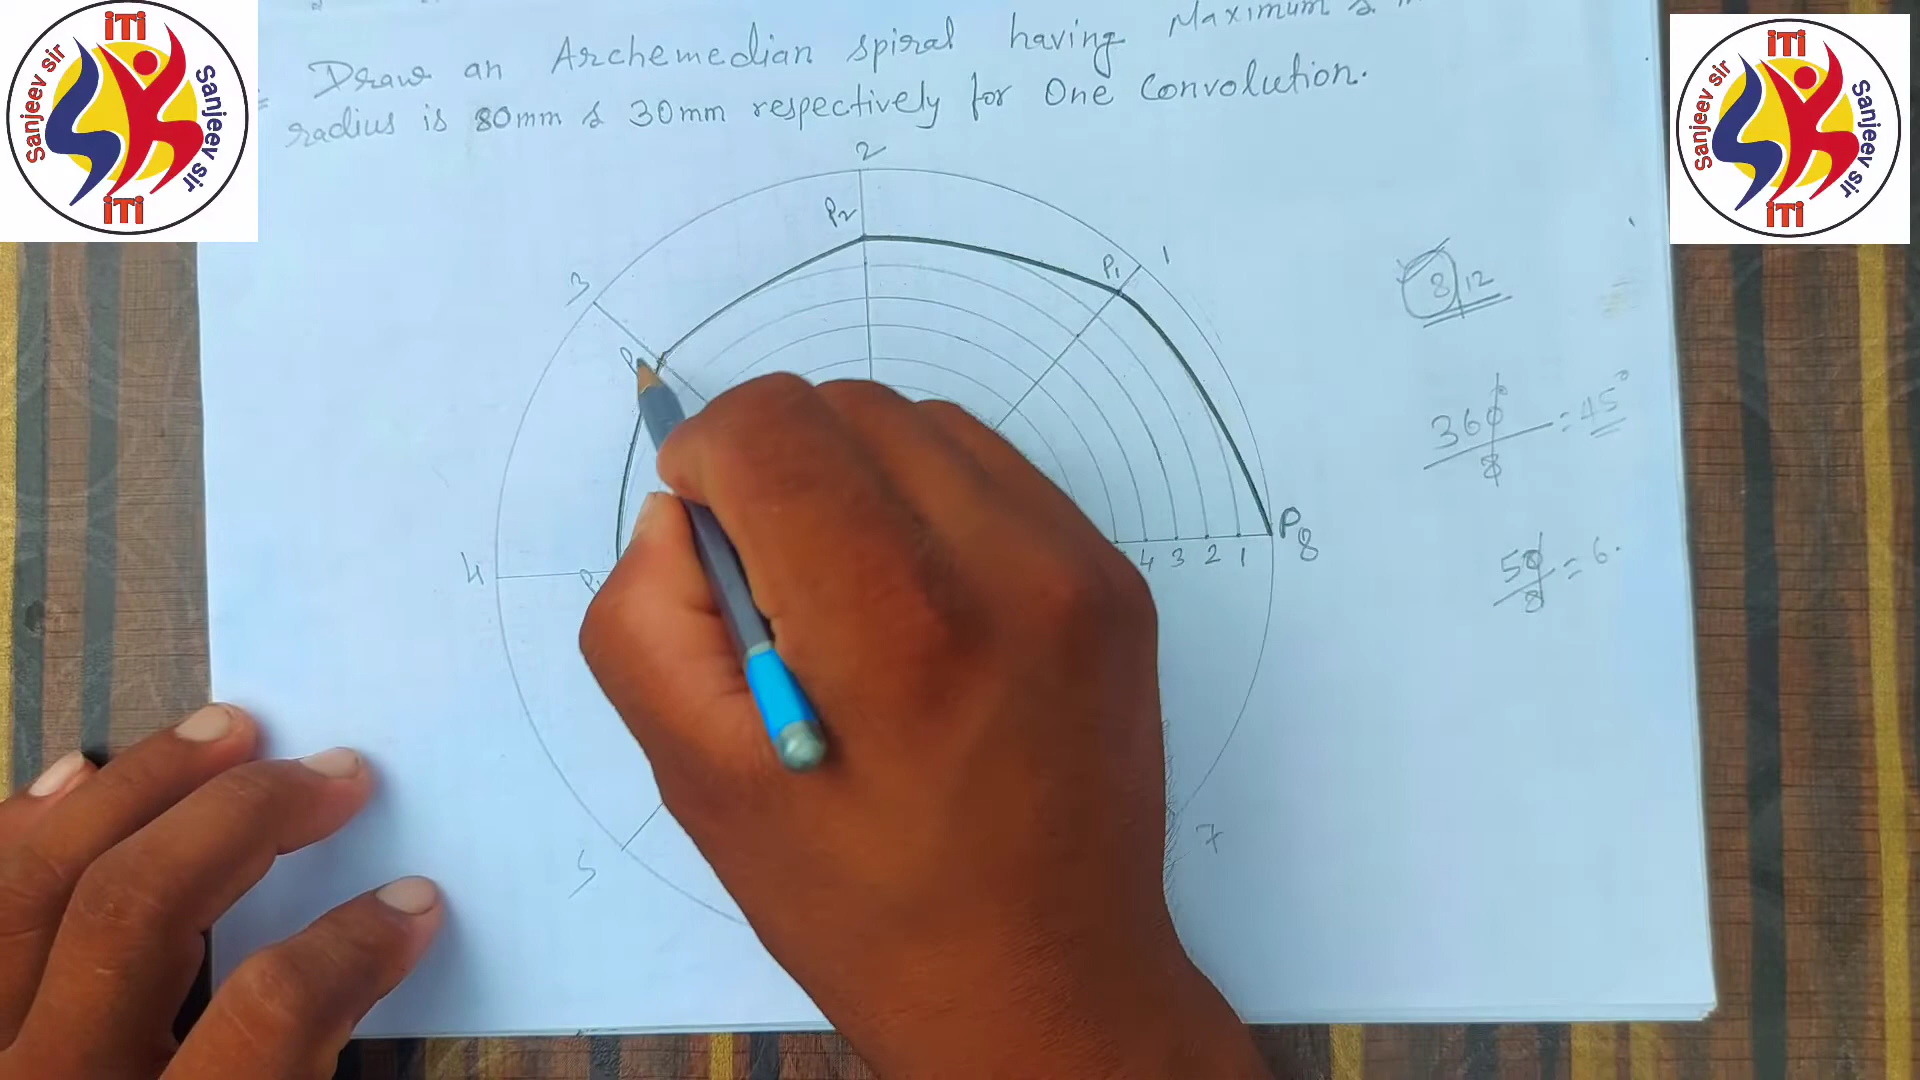 iTi
Sanjeev sir
Sanjeev sir
iTi
iTi
Sanjeev sir
Sanjeev sir
iTi
Draw an Archemedian spiral having Maximum &
radius is 80mm & 30mm respectively for One Convolution.
2
P2
3
P1
1
8 12
360°/8 = 45°
P8
4
4 3 2 1
50/8 = 6.
5
7